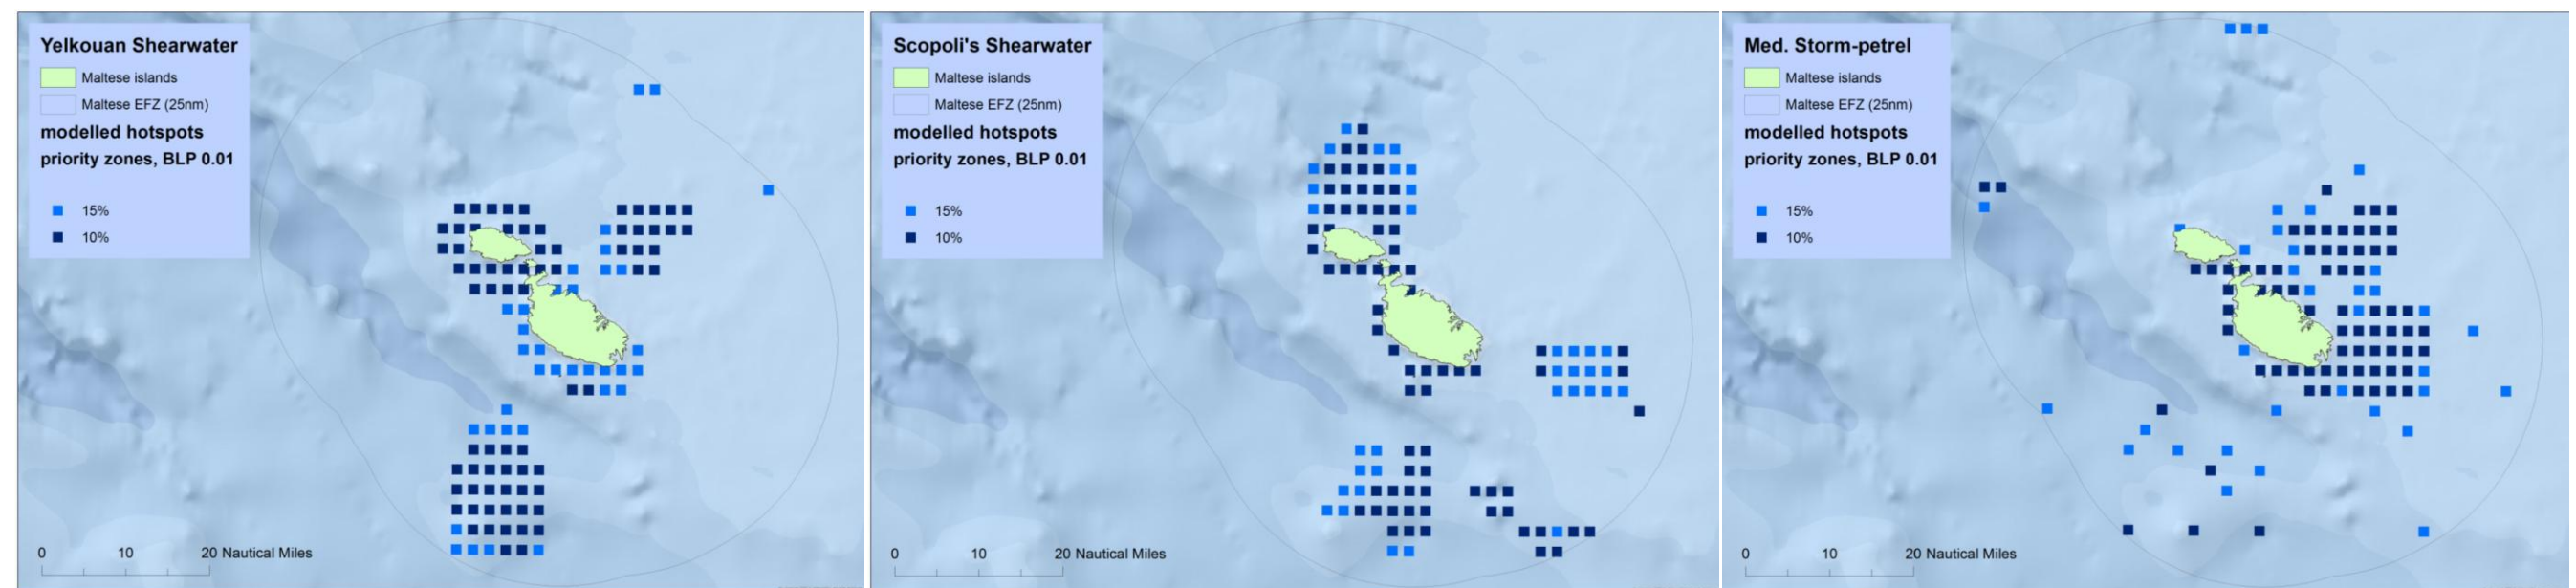 Yelkouan Shearwater
Maltese islands
Maltese EFZ (25nm)
modelled hotspots
priority zones, BLP 0.01
15%
10%
0 10 20 Nautical Miles
Scopoli's Shearwater
Maltese islands
Maltese EFZ (25nm)
modelled hotspots
priority zones, BLP 0.01
15%
10%
0 10 20 Nautical Miles
Med. Storm-petrel
Maltese islands
Maltese EFZ (25nm)
modelled hotspots
priority zones, BLP 0.01
15%
10%
0 10 20 Nautical Miles